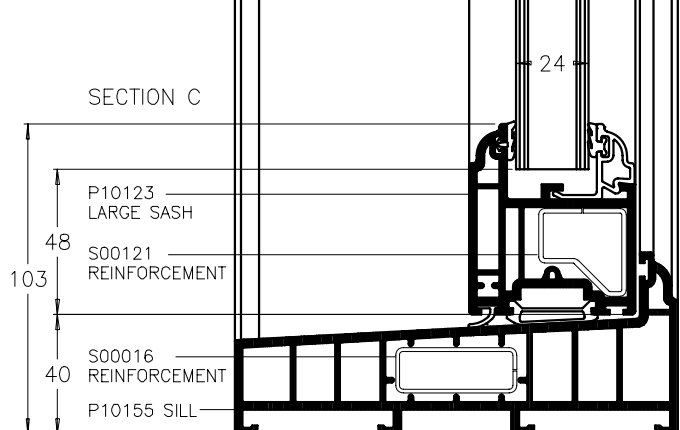 24
SECTION C
P10123
LARGE SASH
48
S00121
REINFORCEMENT
103
S00016
40
REINFORCEMENT
P10155 SILL